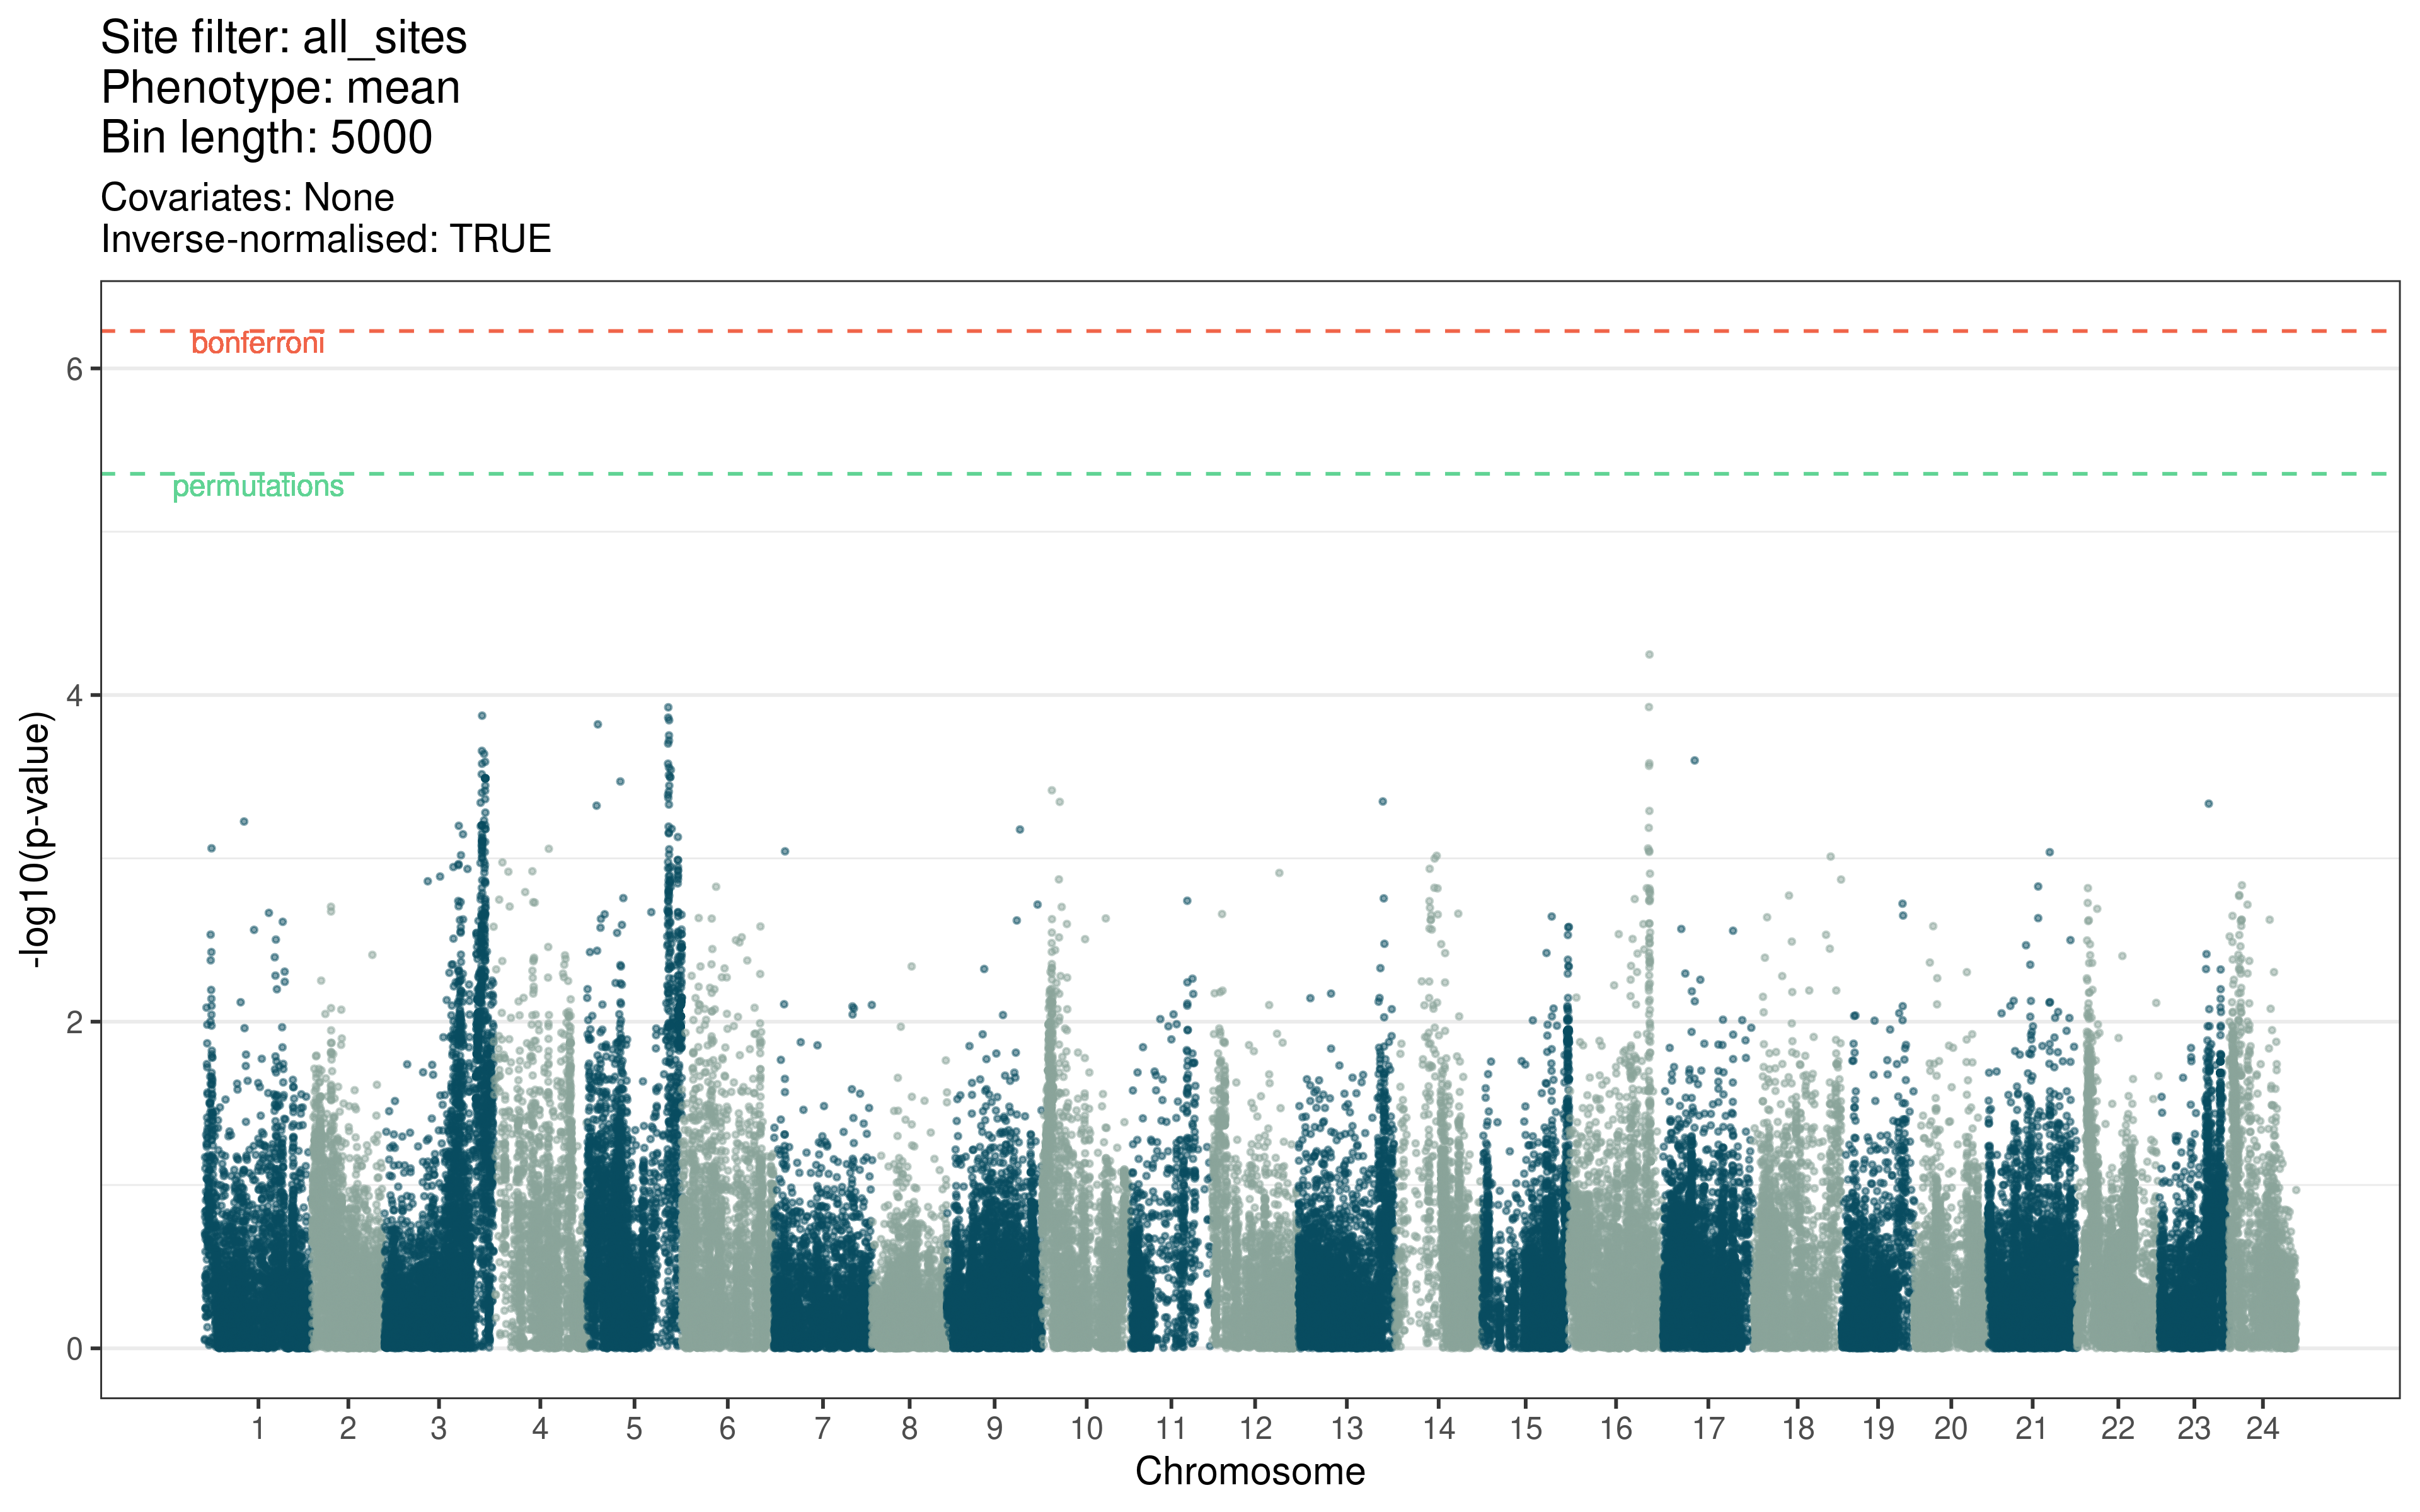 Site filter: all_sites
Phenotype: mean
Bin length: 5000
Covariates: None
Inverse-normalised: TRUE
bonferroni
6
permutations
4
2
0
-log10(p-value)
1 2 3 4 5 6 7 8 9 10 11 12 13 14 15 16 17 18 19 20 21 22 23 24
Chromosome